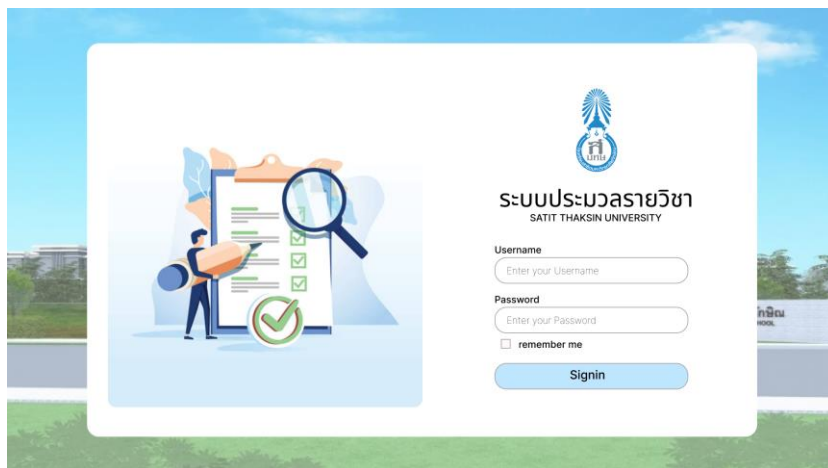 ระบบประมวลรายวิชา
SATIT THAKSIN UNIVERSITY
Username
Enter your Username
Password
Enter your Password
remember me
Signin